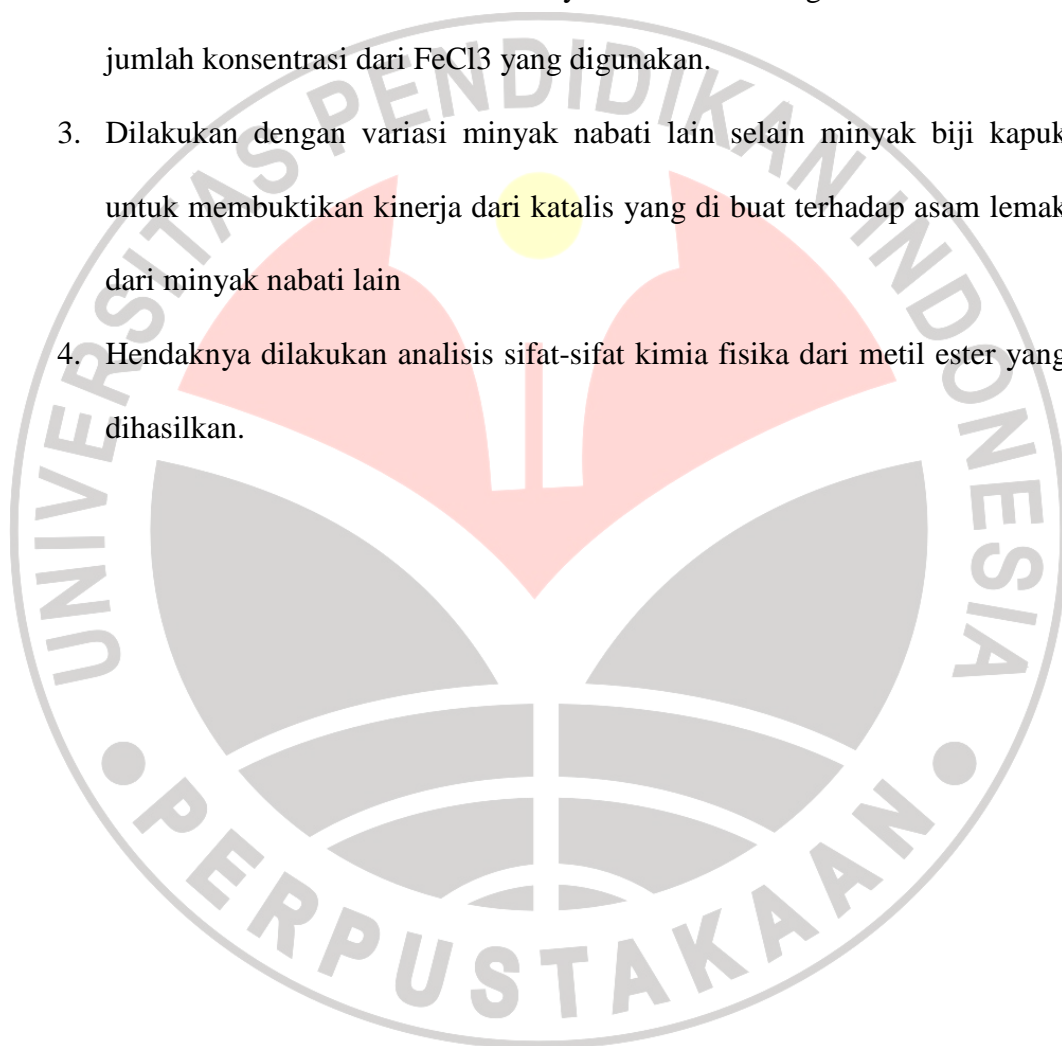 jumlah konsentrasi dari FeCl3 yang digunakan.
3. Dilakukan dengan variasi minyak nabati lain selain minyak biji kapuk
untuk membuktikan kinerja dari katalis yang di buat terhadap asam lemak
dari minyak nabati lain
4. Hendaknya dilakukan analisis sifat-sifat kimia fisika dari metil ester yang
dihasilkan.
UNIVERSITAS PENDIDIKAN INDONESIA
PERPUSTAKAAN